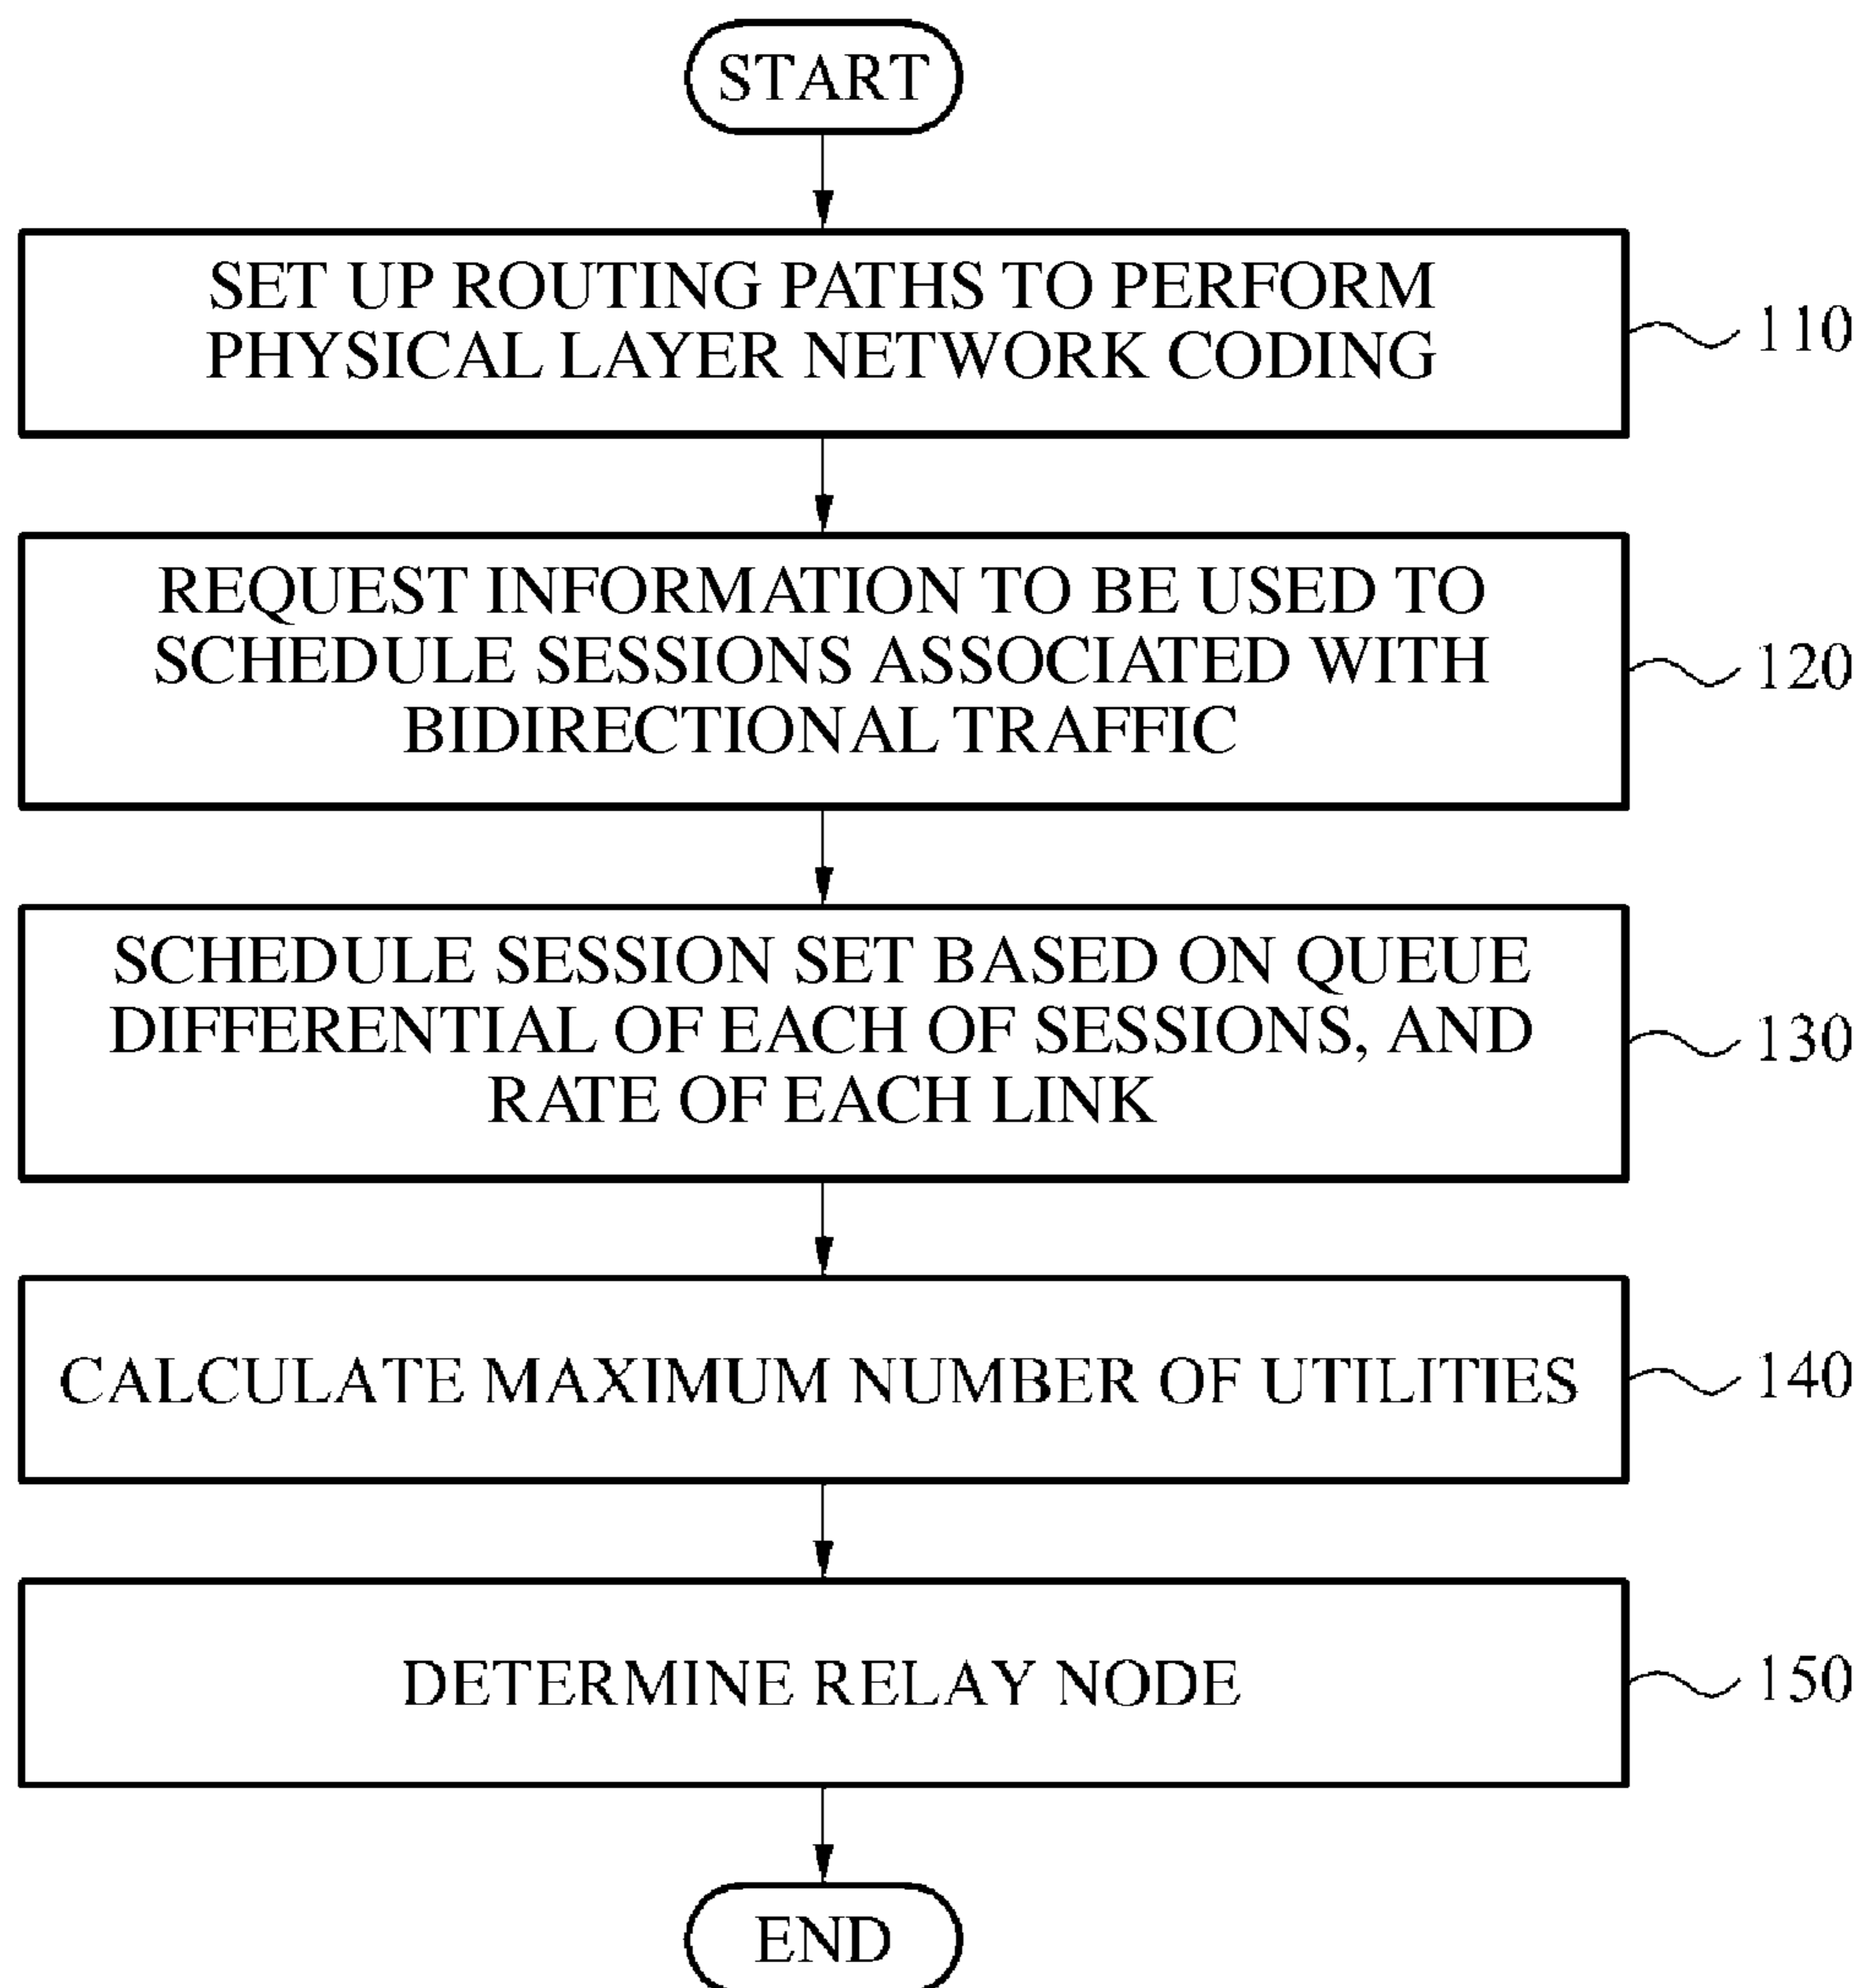 START
SET UP ROUTING PATHS TO PERFORM
PHYSICAL LAYER NETWORK CODING
110
REQUEST INFORMATION TO BE USED TO
SCHEDULE SESSIONS ASSOCIATED WITH
BIDIRECTIONAL TRAFFIC
120
SCHEDULE SESSION SET BASED ON QUEUE
DIFFERENTIAL OF EACH OF SESSIONS, AND
RATE OF EACH LINK
130
CALCULATE MAXIMUM NUMBER OF UTILITIES
140
DETERMINE RELAY NODE
150
END